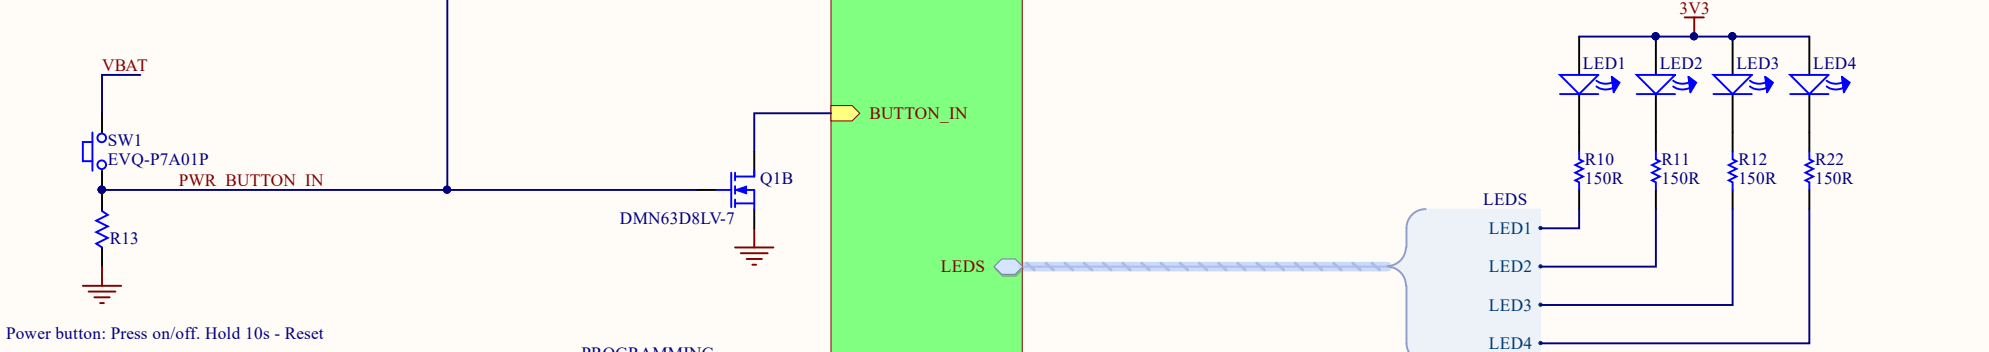 3V3
VBAT
LED1 LED2 LED3 LED4
BUTTON_IN
SW1
EVQ-P7A01P
PWR_BUTTON_IN
Q1B
DMN63D8LV-7
R10 R11 R12 R22
150R 150R 150R 150R
R13
LEDS
LED1
LEDS
LED2
LED3
Power button: Press on/off. Hold 10s - Reset
LED4
PROGRAMMING